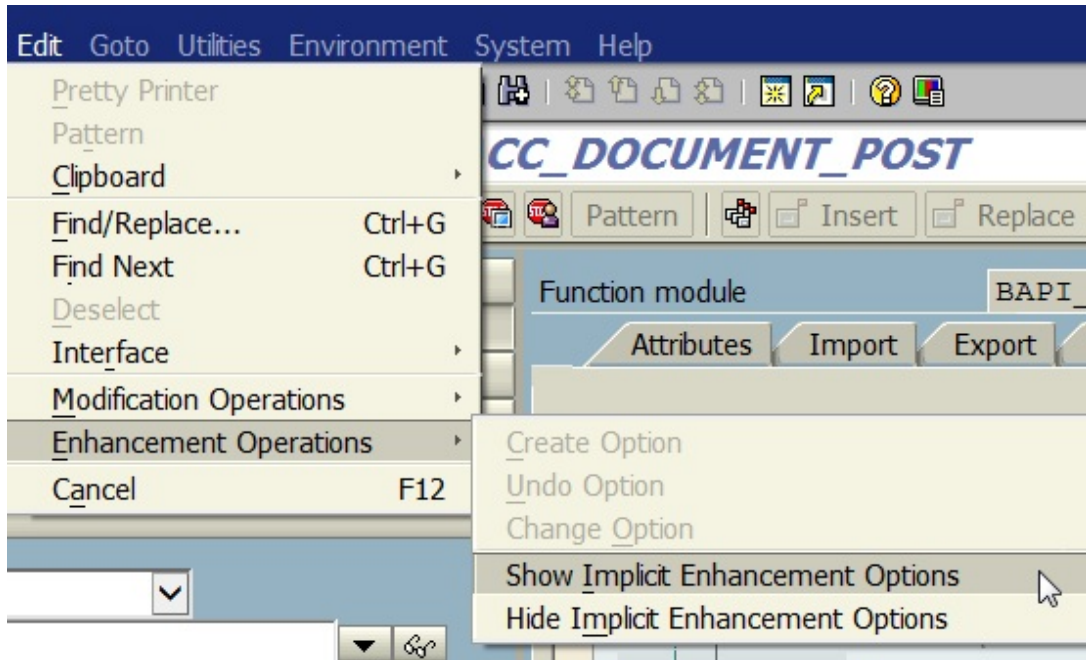 Edit Goto Utilities Environment System Help
Pretty Printer
Pattern
Clipboard
Find/Replace... Ctrl+G
Find Next Ctrl+G
Deselect
Interface
Modification Operations
Enhancement Operations
Cancel F12
CC_DOCUMENT_POST
Pattern Insert Replace
Function module BAPI_
Attributes Import Export
Create Option
Undo Option
Change Option
Show Implicit Enhancement Options
Hide Implicit Enhancement Options